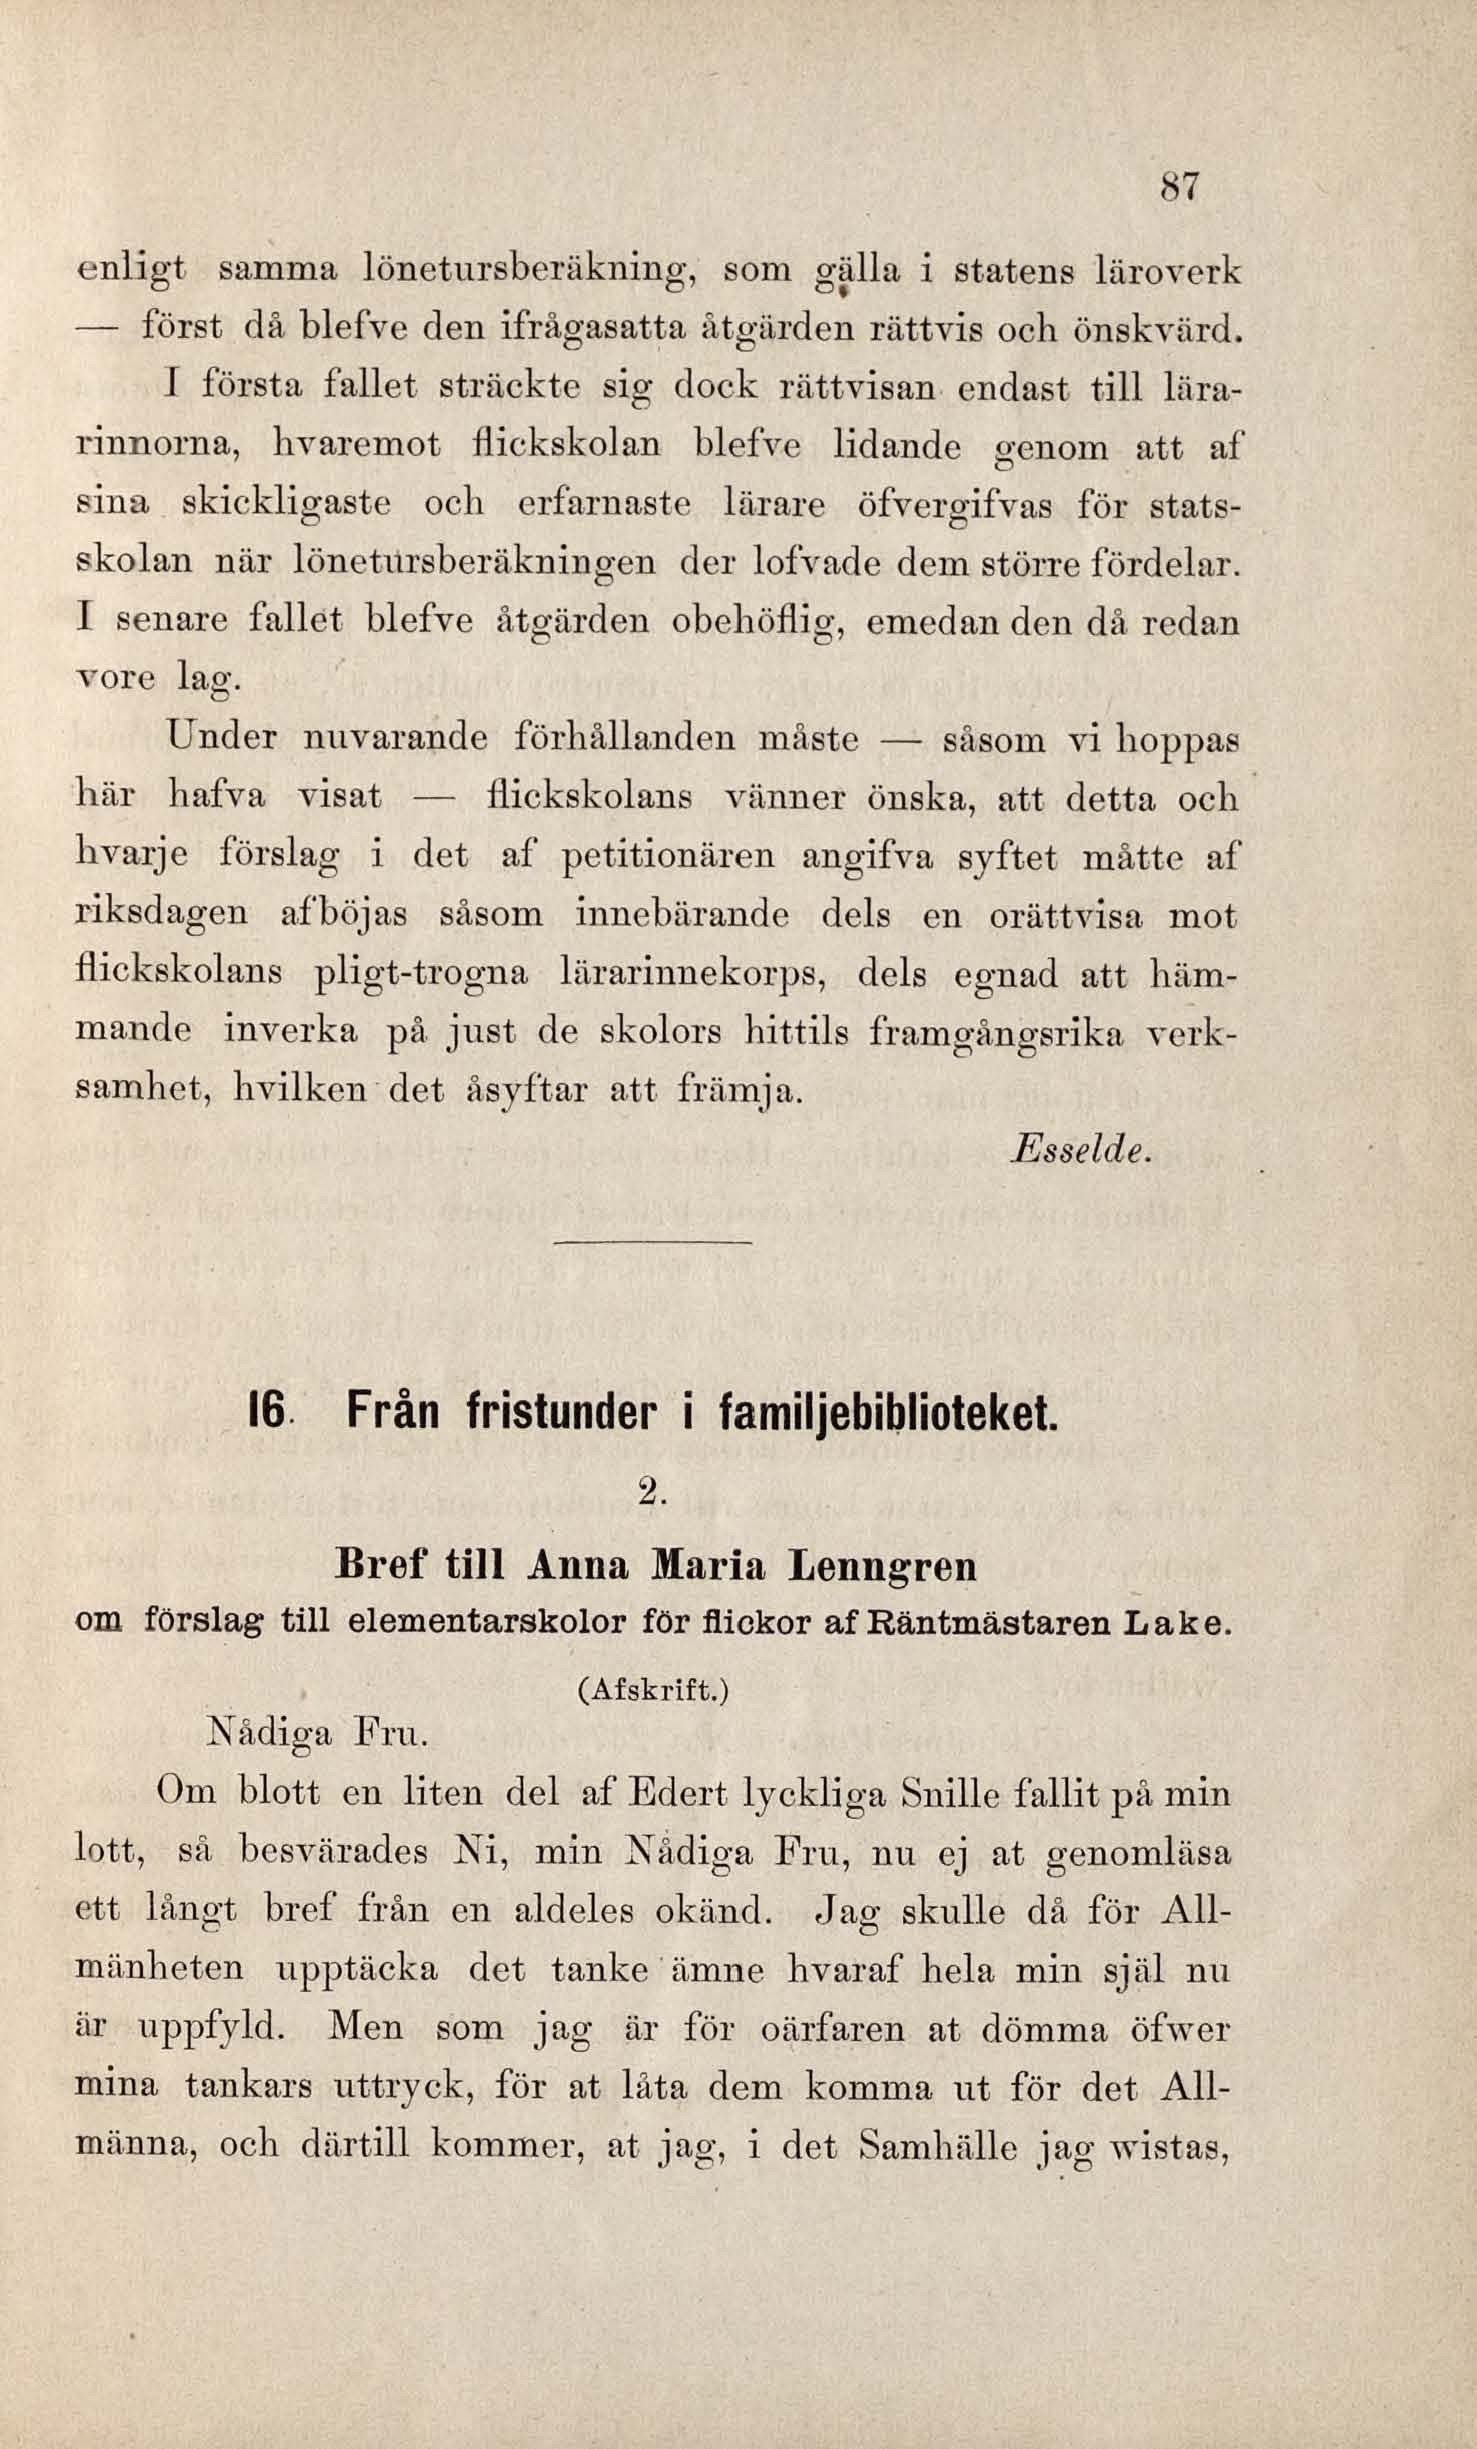 87
enligt samma lönetursberäkning, som gälla i statens läroverk
— först då blefve den ifrågasatta åtgärden rättvis och önskvärd.
I första fallet sträckte sig dock rättvisan endast till lära-
rinnorna, hvaremot flickskolan blefve lidande genom att af
sina skickligaste och erfarnaste lärare öfvergifvas för stats-
skolan när lönetursberäkningen der lofvade dem större fördelar.
I senare fallet blefve åtgärden obehöflig, emedan den då redan
vore lag.
Under nuvarande förhållanden måste — såsom vi hoppas
här hafva visat — flickskolans vänner önska, att detta och
hvarje förslag i det af petitionären angifva syftet måtte af
riksdagen afböjas såsom innebärande dels en orättvisa mot
flickskolans pligt-trogna lärarinnekorps, dels egnad att häm-
mande inverka på just de skolors hittils framgångsrika verk-
samhet, hvilken det åsyftar att främja.
Esselde.
16. Från fristunder i familjebiblioteket.
2.
Bref till Anna Maria Lenngren
om förslag till elementarskolor för flickor af Räntmästaren Lake.
(Afskrift.)
Nådiga Fru.
Om blott en liten del af Edert lyckliga Snille fallit på min
lott, så besvärades Ni, min Nådiga Fru, nu ej at genomläsa
ett långt bref från en aldeles okänd. Jag skulle då för All-
mänheten upptäcka det tanke ämne hvaraf hela min själ nu
är uppfyld. Men som jag är för oärfaren at dömma öfwer
mina tankars uttryck, för at låta dem komma ut för det All-
männa, och därtill kommer, at jag, i det Samhälle jag wistas,